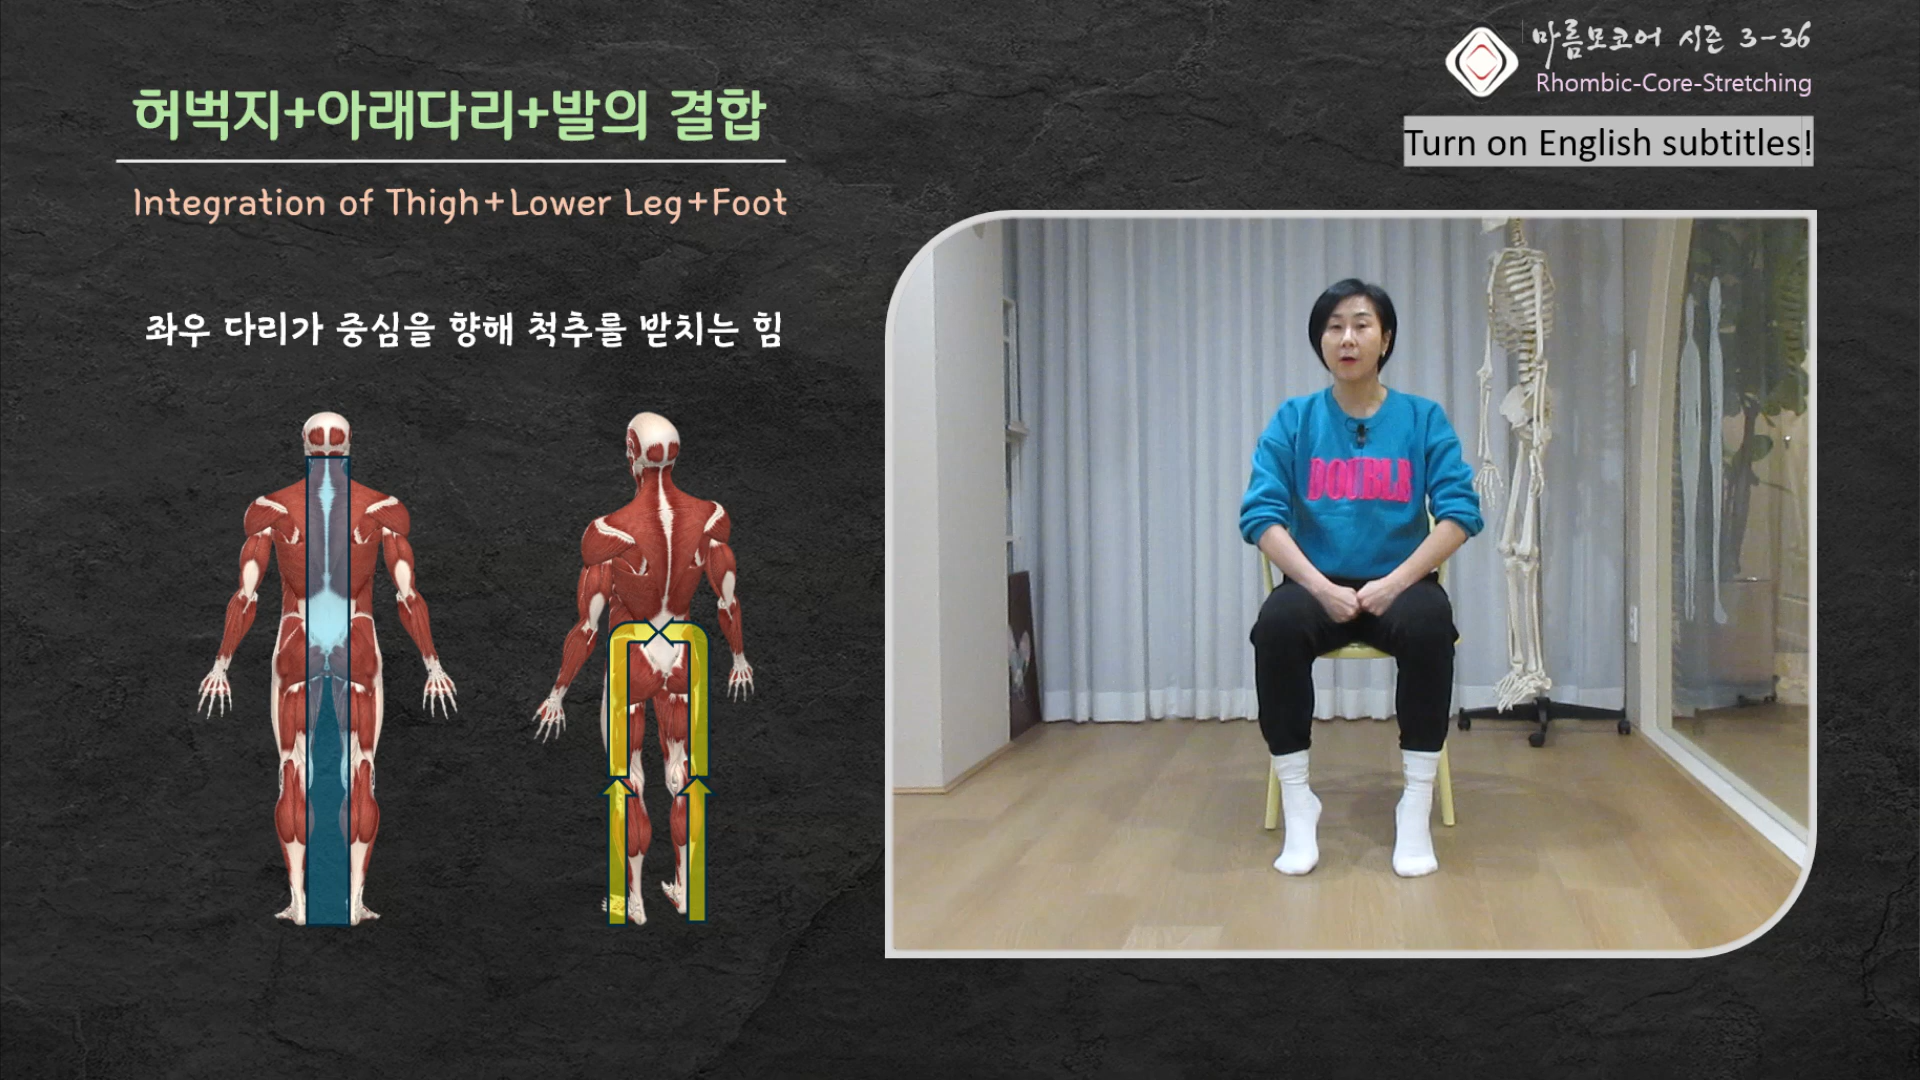 마름모코어 시즌 3-36
Rhombic-Core-Stretching
Turn on English subtitles!
허벅지+아래다리+발의 결합
Integration of Thigh+Lower Leg+Foot
좌우 다리가 중심을 향해 척추를 받치는 힘
DOUBLE